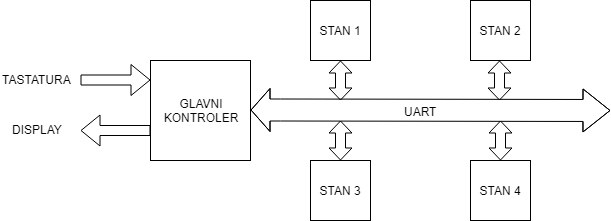 STAN 1
STAN 2
TASTATURA
GLAVNI
KONTROLER
UART
DISPLAY
STAN 3
STAN 4